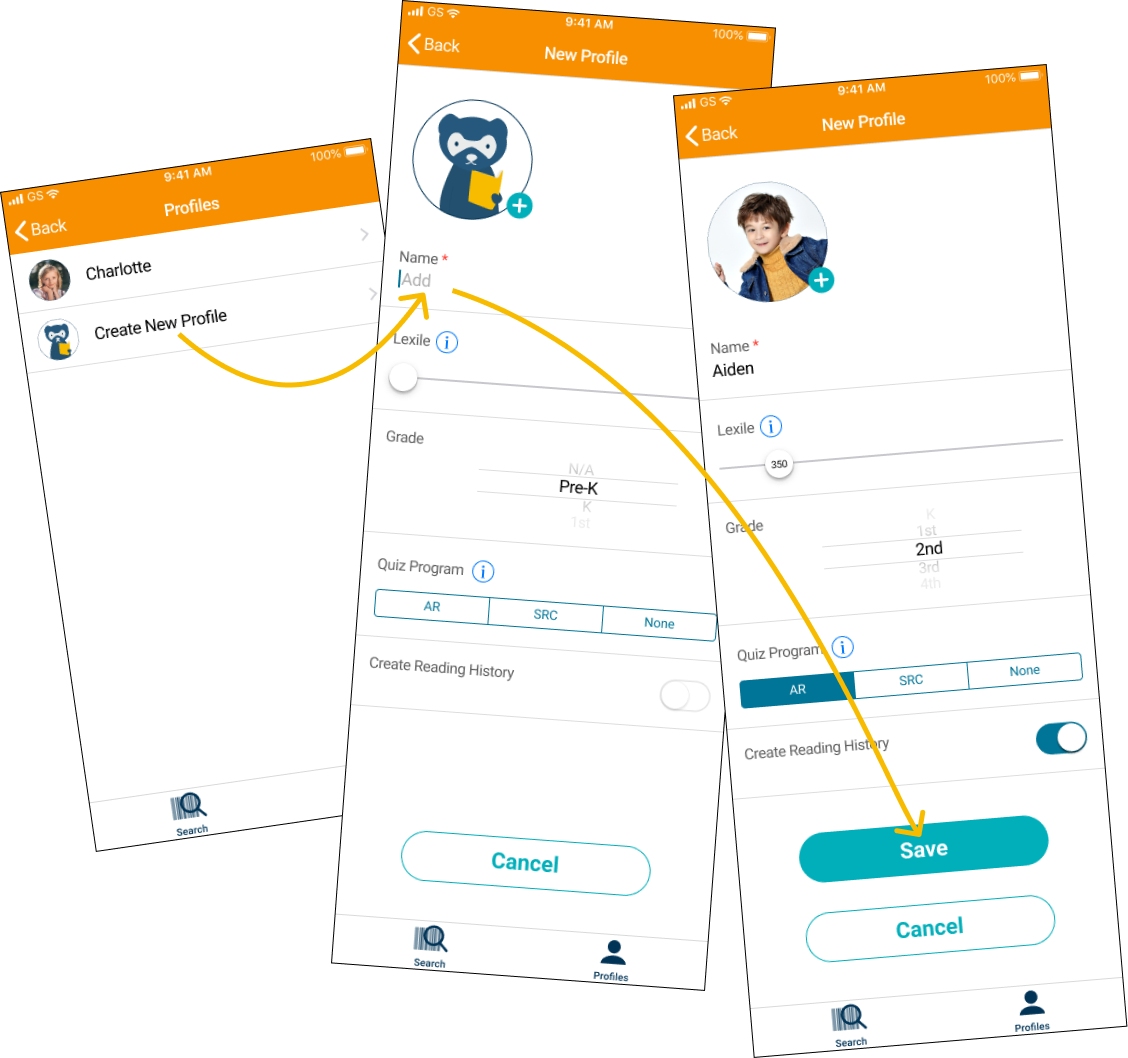 GS
9:41 AM
100%
Back
Profiles
Charlotte
Create New Profile
Search
GS
9:41 AM
100%
Back
New Profile
Name *
Add
Lexile i
Grade
N/A
Pre-K
K
1st
Quiz Program i
AR SRC None
Create Reading History
Cancel
Search Profiles
GS
9:41 AM
100%
Back
New Profile
Name *
Aiden
Lexile i
350
Grade
K
1st
2nd
3rd
4th
Quiz Program i
AR SRC None
Create Reading History
Save
Cancel
Search Profiles